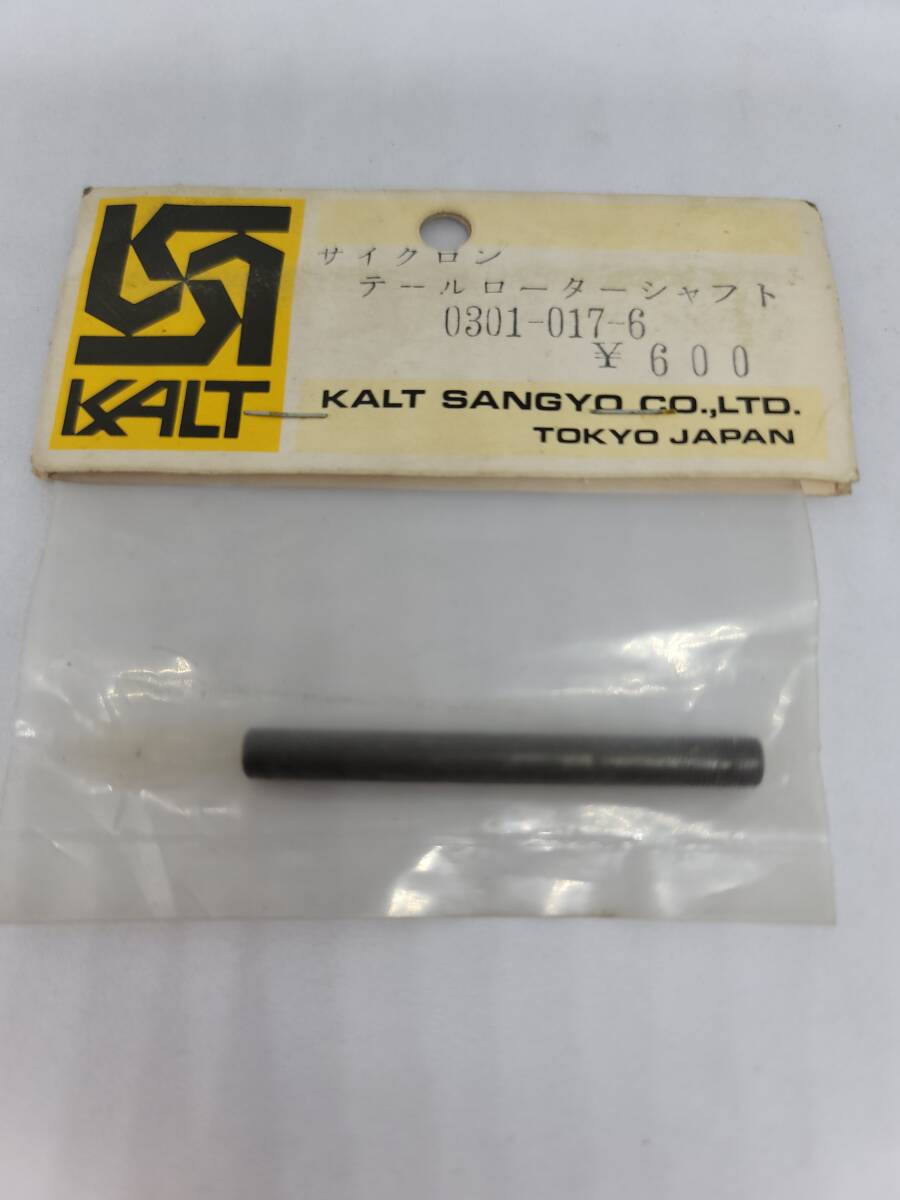 サイクロン
テールローターシャフト
0301-017-6
¥ 600
KALT
KALT SANGYO CO.,LTD.
TOKYO JAPAN